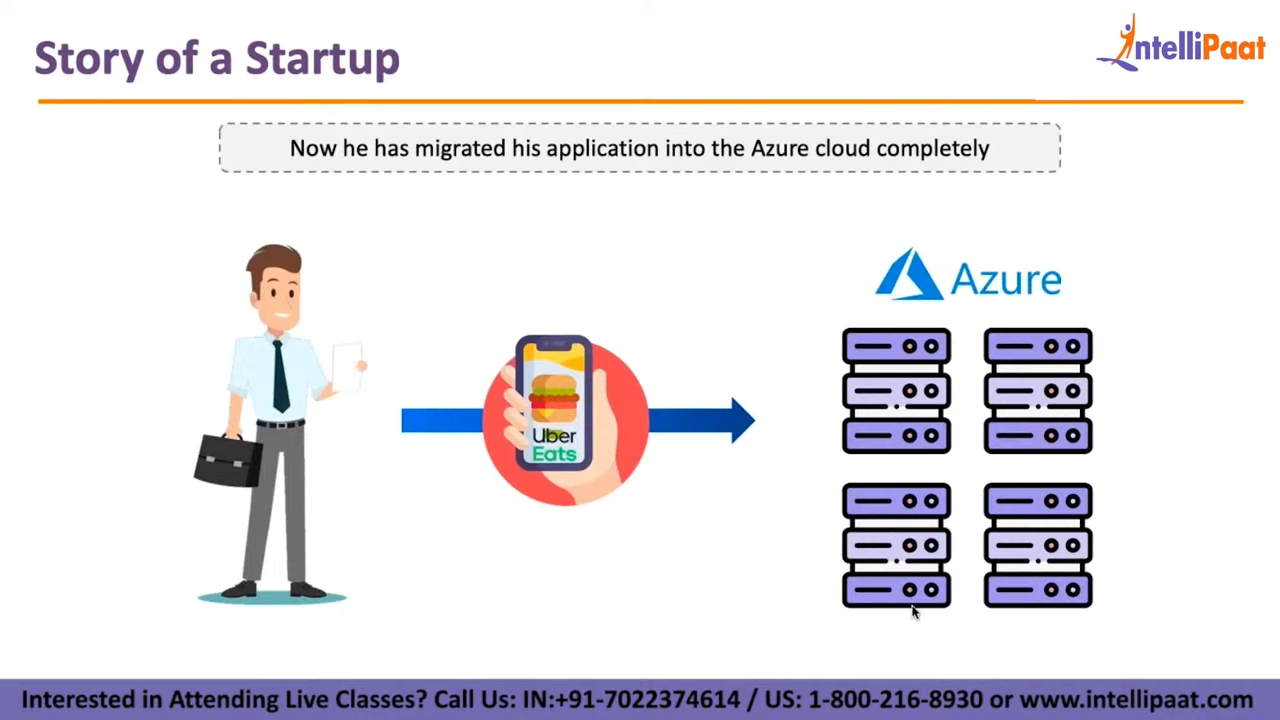 Story of a Startup
IntelliPaat
Now he has migrated his application into the Azure cloud completely
Azure
Uber
Eats
Interested in Attending Live Classes? Call Us: IN:+91-7022374614 / US: 1-800-216-8930 or www.intellipaat.com